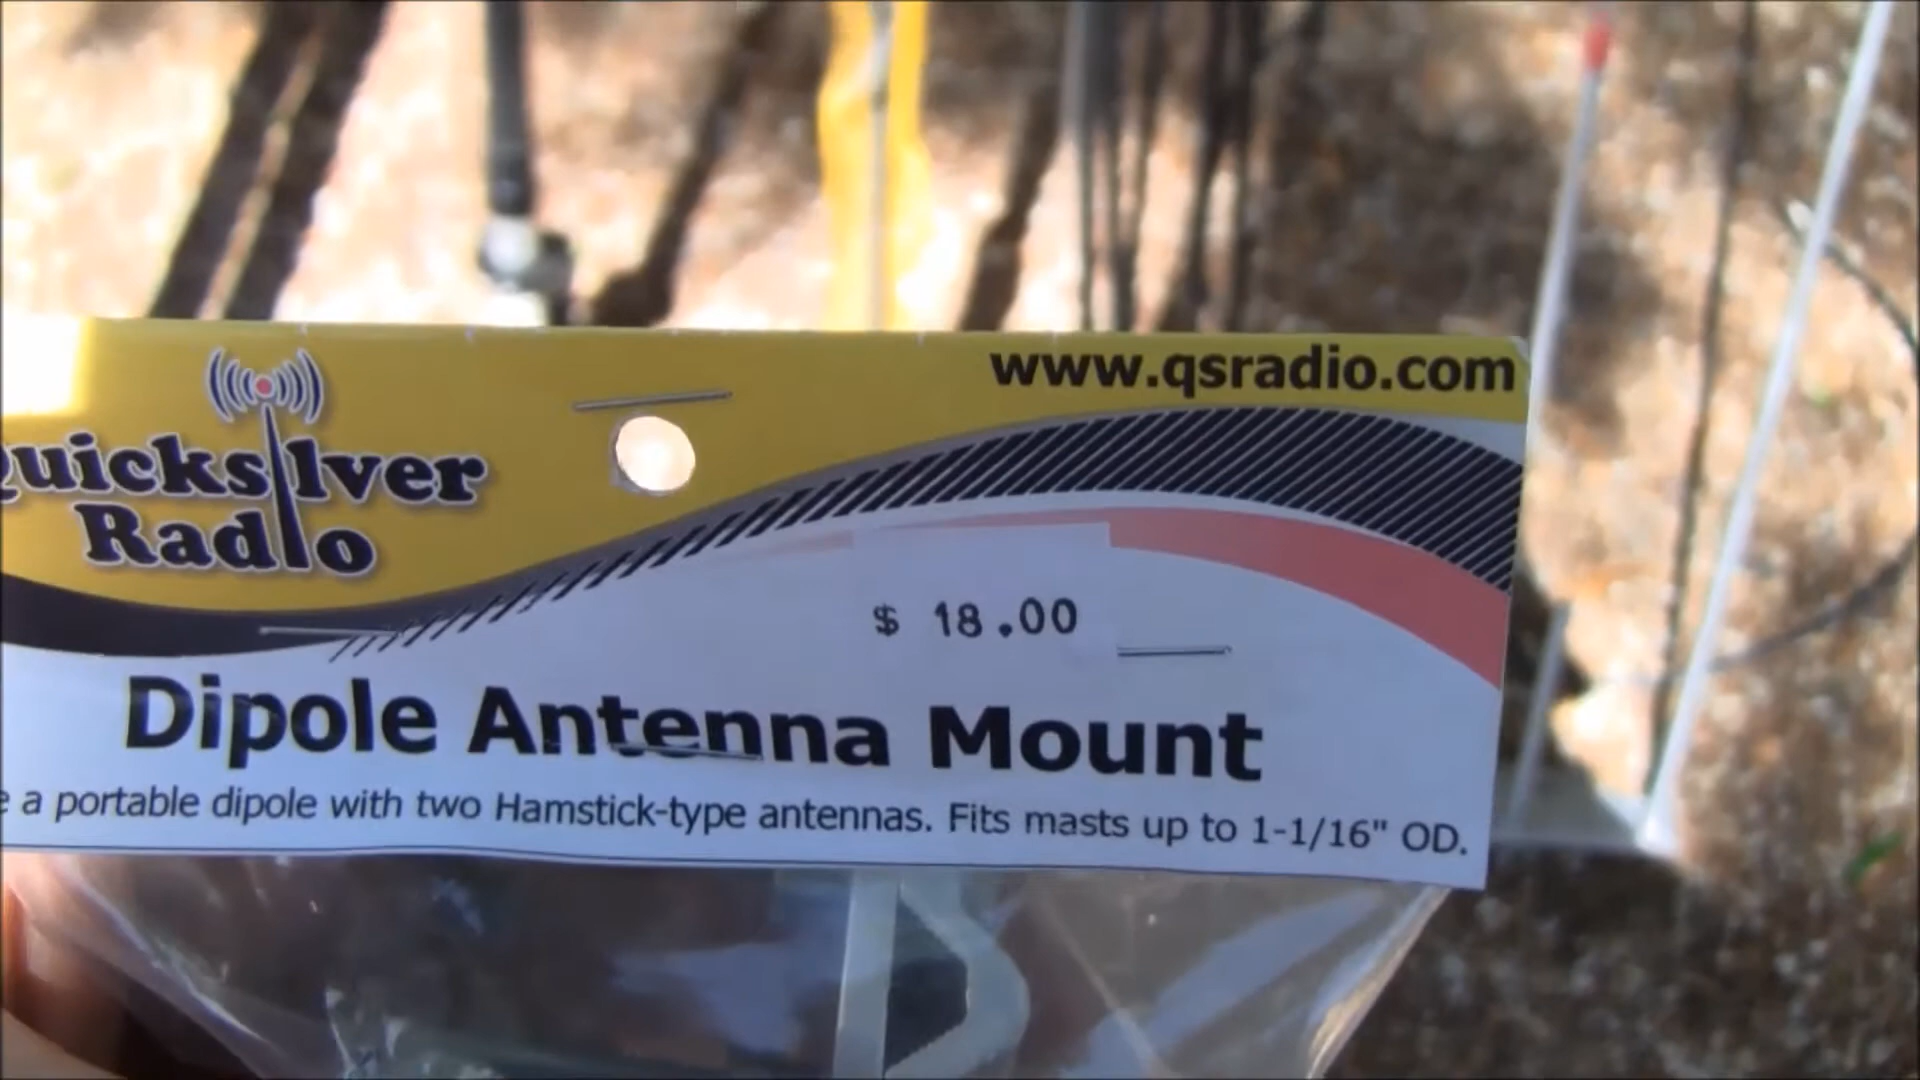 www.qsradio.com
uicksilver
Radio
$ 18.00
Dipole Antenna Mount
a portable dipole with two Hamstick-type antennas. Fits masts up to 1-1/16" OD.